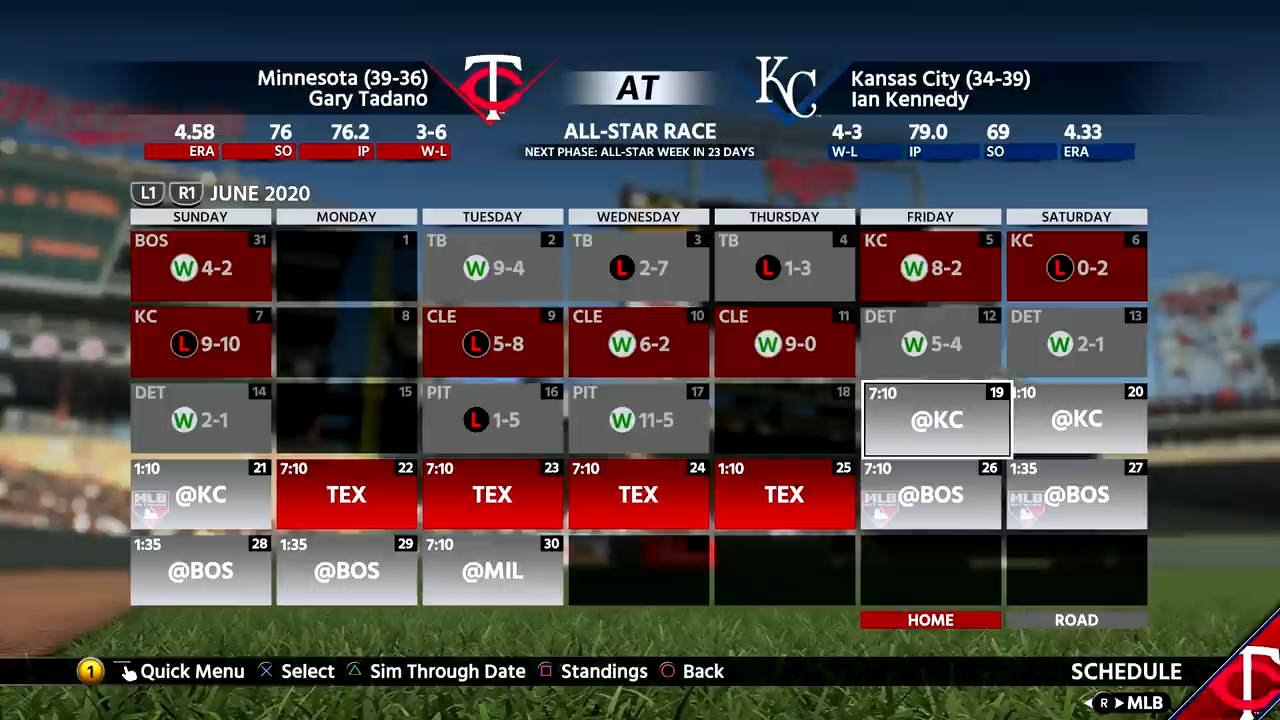 Minnesota (39-36)
Gary Tadano
AT
KC
Kansas City (34-39)
Ian Kennedy
4.58 76 76.2 3-6
ERA SO IP W-L
ALL-STAR RACE
NEXT PHASE: ALL-STAR WEEK IN 23 DAYS
4-3 79.0 69 4.33
W-L IP SO ERA
L1 R1 JUNE 2020
SUNDAY MONDAY TUESDAY WEDNESDAY THURSDAY FRIDAY SATURDAY
BOS 31 1 TB 2 TB 3 TB 4 KC 5 KC 6
W 4-2 W 9-4 L 2-7 L 1-3 W 8-2 L 0-2
KC 7 8 CLE 9 CLE 10 CLE 11 DET 12 DET 13
L 9-10 L 5-8 W 6-2 W 9-0 W 5-4 W 2-1
DET 14 15 PIT 16 PIT 17 18 7:10 19 :10 20
W 2-1 L 1-5 W 11-5 @KC @KC
1:10 21 7:10 22 7:10 23 7:10 24 1:10 25 7:10 26 1:35 27
MLB @KC TEX TEX TEX TEX MLB @BOS MLB @BOS
1:35 28 1:35 29 7:10 30
@BOS @BOS @MIL
HOME ROAD
1 Quick Menu Select Sim Through Date Standings Back
SCHEDULE
R MLB